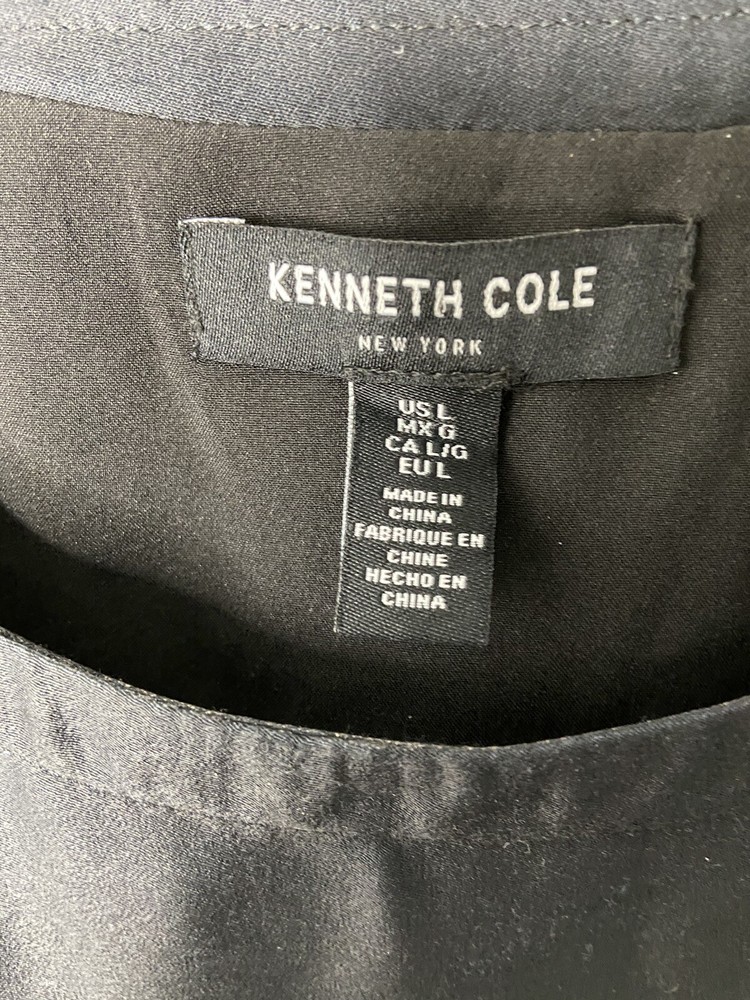 KENNETH COLE
NEW YORK
US L
MX G
CA L/G
EU L
MADE IN
CHINA
FABRIQUE EN
CHINE
HECHO EN
CHINA